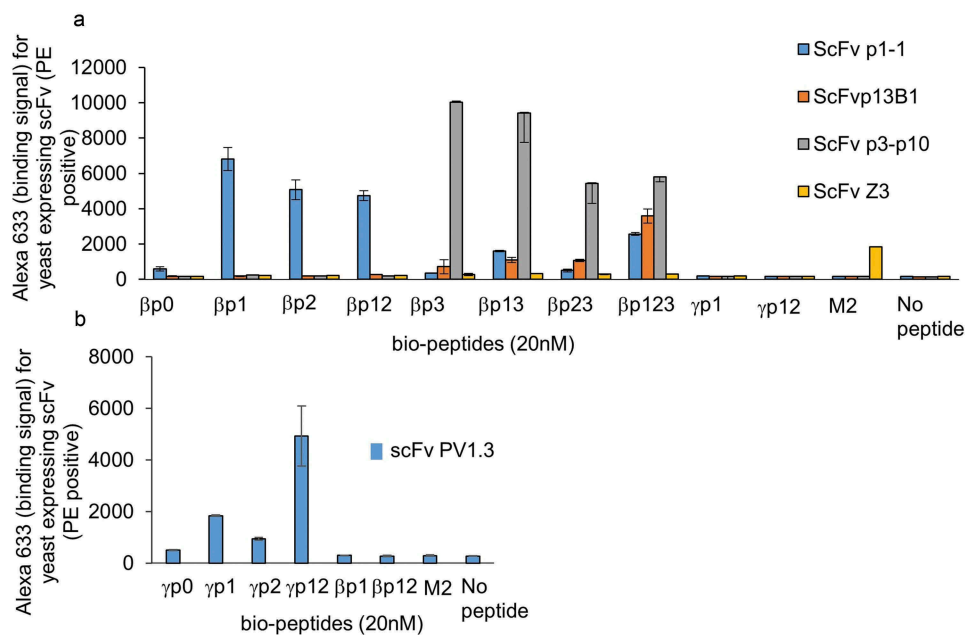 a
Alexa 633 (binding signal) for
yeast expressing scFv (PE
positive)
12000
10000
8000
6000
4000
2000
0
βp0 βp1 βp2 βp12 βp3 βp13 βp23 βp123 γp1 γp12 M2 No
peptide
bio-peptides (20nM)
ScFv p1-1
ScFvp13B1
ScFv p3-p10
ScFv Z3
b
Alexa 633 (binding signal) for
yeast expressing scFv
(PE positive)
8000
6000
4000
2000
0
γp0 γp1 γp2 γp12 βp1 βp12 M2 No
peptide
bio-peptides (20nM)
scFv PV1.3